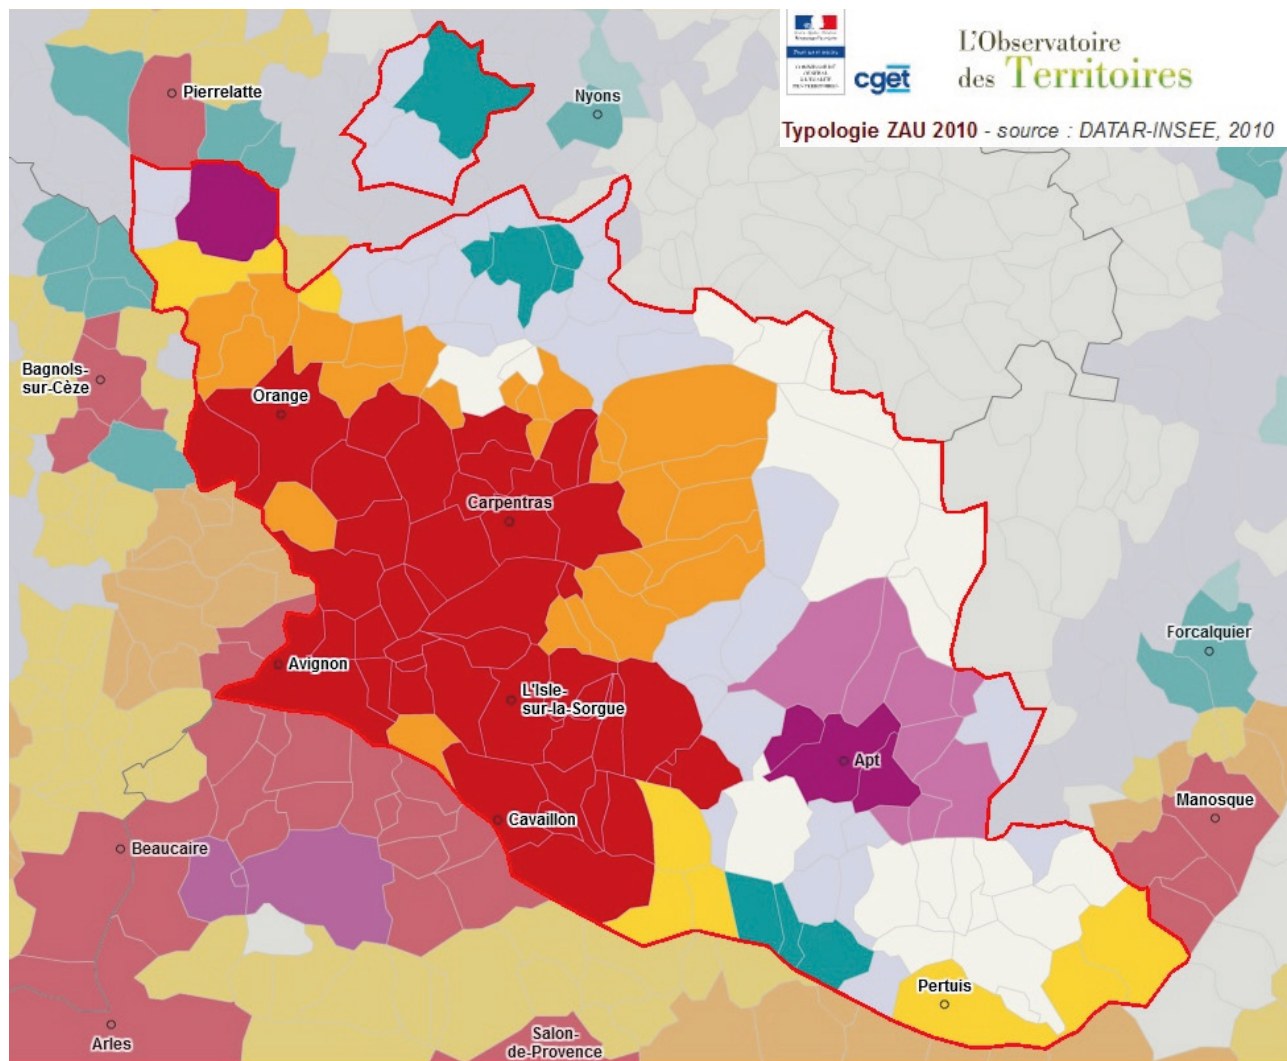 L'Observatoire
des Territoires
cget
Typologie ZAU 2010 - source : DATAR-INSEE, 2010
Pierrelatte
Nyons
Bagnols-
sur-Cèze
Orange
Carpentras
Forcalquier
Avignon
L'Isle-
sur-la-Sorgue
Apt
Manosque
Cavaillon
Beaucaire
Pertuis
Arles
Salon-
de-Provence